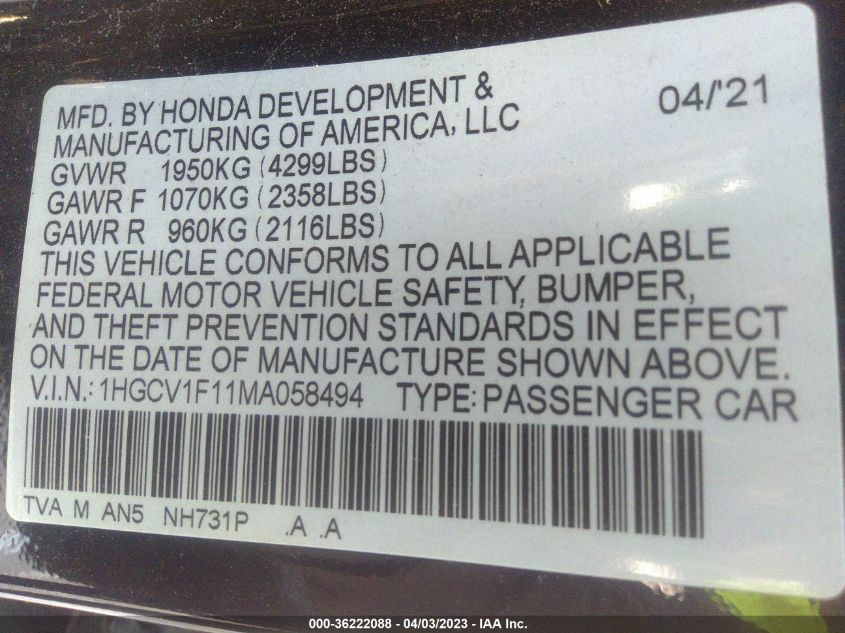 MFD. BY HONDA DEVELOPMENT & 04/'21
MANUFACTURING OF AMERICA, LLC
GVWR 1950KG (4299LBS)
GAWR F 1070KG (2358LBS)
GAWR R 960KG (2116LBS)
THIS VEHICLE CONFORMS TO ALL APPLICABLE
FEDERAL MOTOR VEHICLE SAFETY, BUMPER,
AND THEFT PREVENTION STANDARDS IN EFFECT
ON THE DATE OF MANUFACTURE SHOWN ABOVE.
V.I.N.: 1HGCV1F11MA058494 TYPE: PASSENGER CAR
TVA M AN5 NH731P .A .A
000-36222088 - 04/03/2023 - IAA Inc.